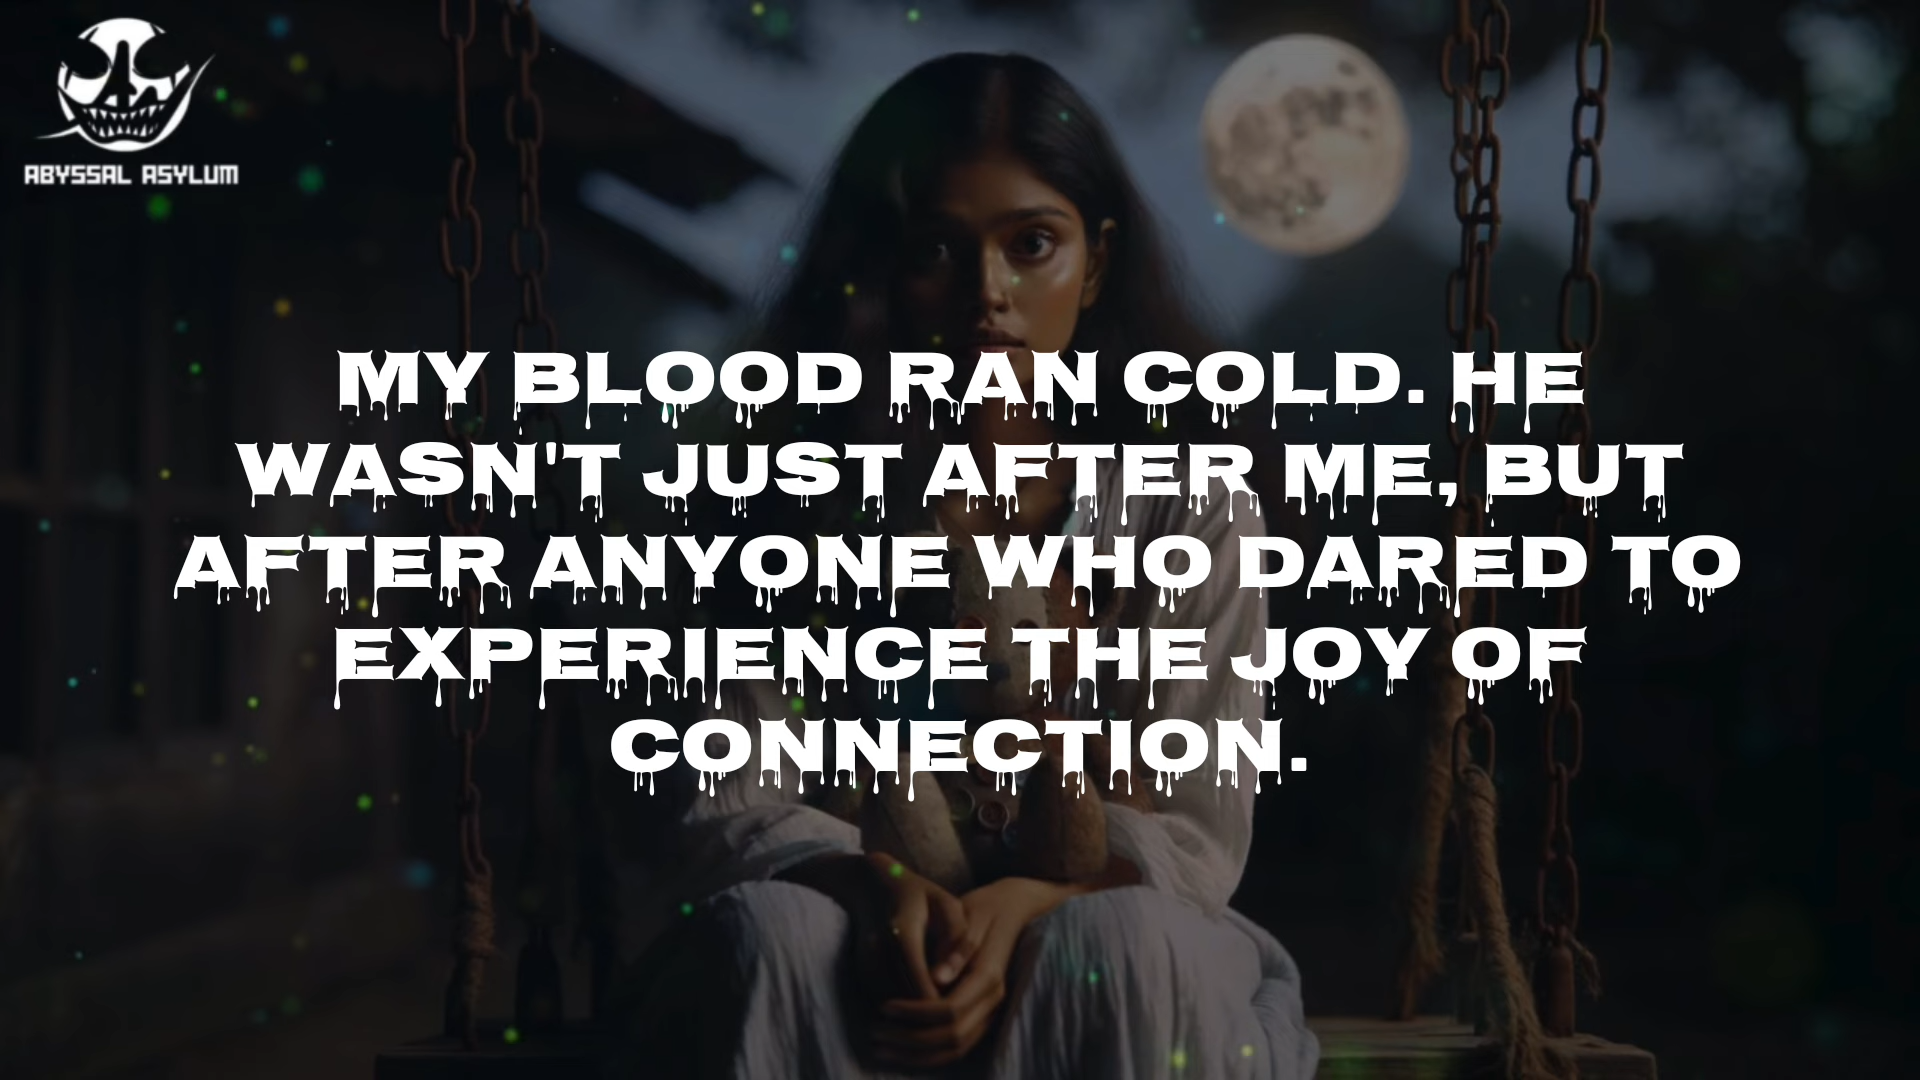 ABYSSAL ASYLUM
MY BLOOD RAN COLD. HE
WASN'T JUST AFTER ME, BUT
AFTER ANYONE WHO DARED TO
EXPERIENCE THE JOY OF
CONNECTION.